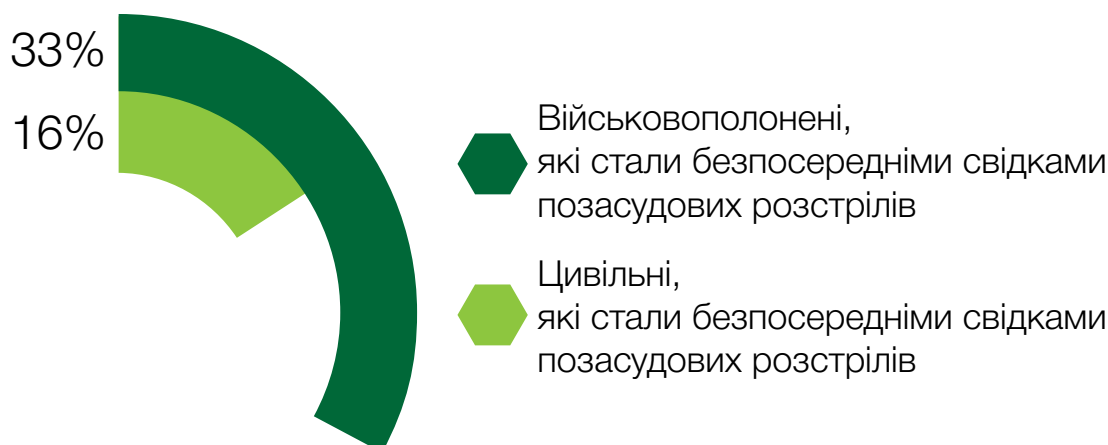 33%
16%
Військовополонені,
які стали безпосередніми свідками
позасудових розстрілів
Цивільні,
які стали безпосередніми свідками
позасудових розстрілів